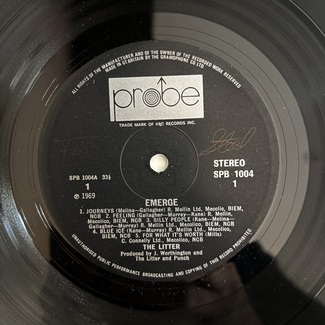 ALL RIGHTS OF THE MANUFACTURER AND OF THE OWNER OF THE RECORDED WORK RESERVED
MADE IN GT. BRITAIN BY THE GRAMOPHONE CO LTD
probe
TRADE MARK OF ABC RECORDS INC.
STEREO
SPB 1004A 33⅓
SPB 1004
1
1
℗ 1969
EMERGE
1. JOURNEYS (Melina—Gallagher) R. Mellin Ltd., Mecolico, BIEM,
NCB 2. FEELING (Gallagher—Murray—Kane) R. Mellin Ltd.,
Mecolico, BIEM, NCB 3. SILLY PEOPLE (Kane—Melina—
Gallagher—Murray) R. Mellin Ltd., Mecolico, BIEM, NCB
4. BLUE ICE (Kane—Murray) R. Mellin Ltd., Mecolico,
BIEM, NCB 5. FOR WHAT IT'S WORTH (Mills)
C. Connelly Ltd., Mecolico, NCB
THE LITTER
Produced by J. Worthington and
The Litter and Punch
UNAUTHORISED PUBLIC PERFORMANCE BROADCASTING AND COPYING OF THIS RECORD PROHIBITED